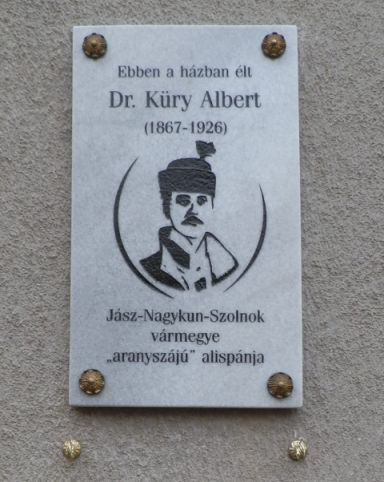 Ebben a házban élt
Dr. Küry Albert
(1867-1926)
Jász-Nagykun-Szolnok
vármegye
„aranyszájú” alispánja